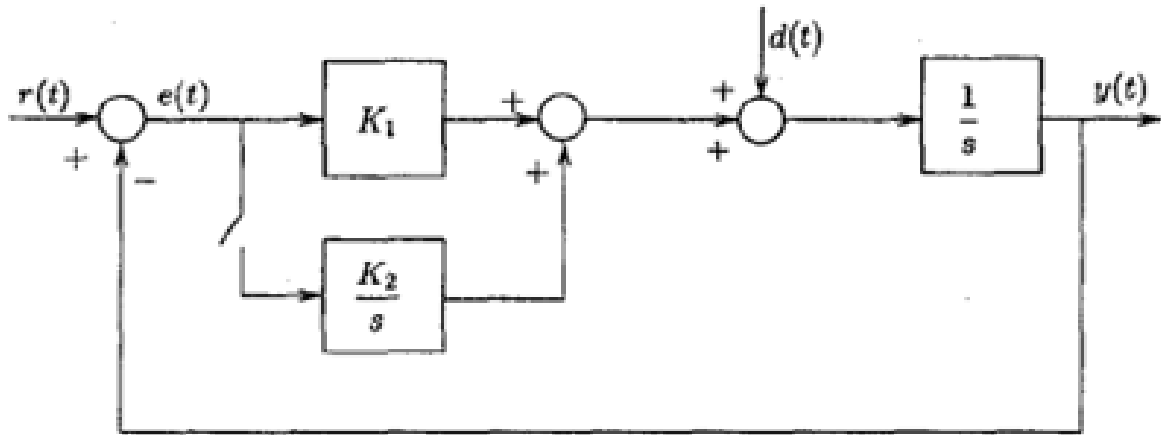 d(t)
r(t) e(t) K₁ + + 1/s y(t)
+ − + +
K₂/s